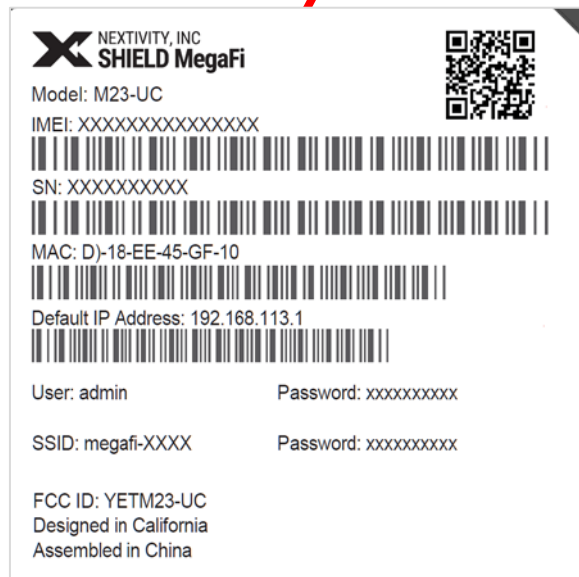 NEXTIVITY, INC
SHIELD MegaFi
Model: M23-UC
IMEI: XXXXXXXXXXXXXXX
SN: XXXXXXXXXX
MAC: D)-18-EE-45-GF-10
Default IP Address: 192.168.113.1
User: admin Password: xxxxxxxxxx
SSID: megafi-XXXX Password: xxxxxxxxxx
FCC ID: YETM23-UC
Designed in California
Assembled in China